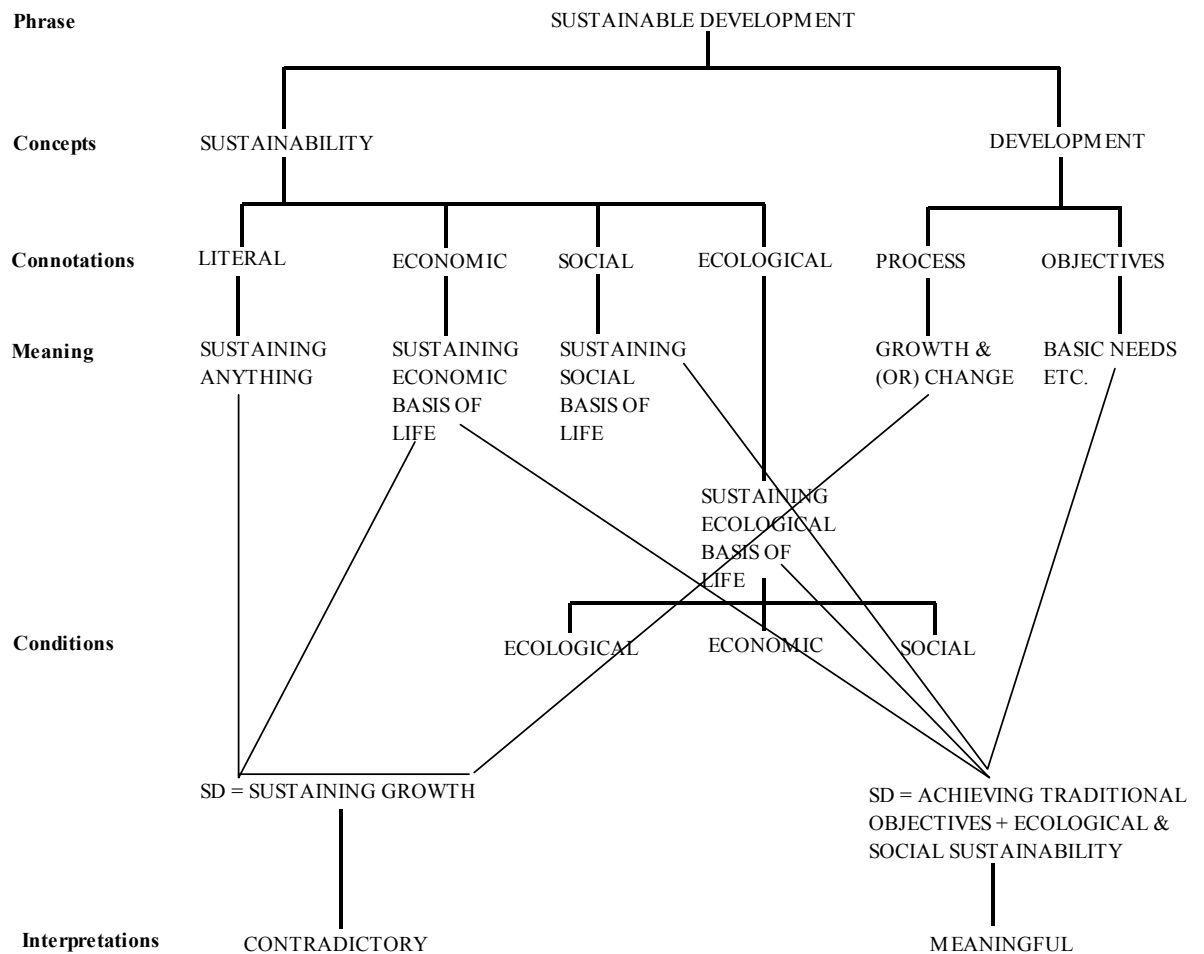 Phrase
SUSTAINABLE DEVELOPMENT
Concepts
SUSTAINABILITY
DEVELOPMENT
Connotations
LITERAL
ECONOMIC
SOCIAL
ECOLOGICAL
PROCESS
OBJECTIVES
Meaning
SUSTAINING
ANYTHING
SUSTAINING
ECONOMIC
BASIS OF
LIFE
SUSTAINING
SOCIAL
BASIS OF
LIFE
GROWTH &
(OR) CHANGE
BASIC NEEDS
ETC.
SUSTAINING
ECOLOGICAL
BASIS OF
LIFE
Conditions
ECOLOGICAL
ECONOMIC
SOCIAL
SD = SUSTAINING GROWTH
SD = ACHIEVING TRADITIONAL
OBJECTIVES + ECOLOGICAL &
SOCIAL SUSTAINABILITY
Interpretations
CONTRADICTORY
MEANINGFUL